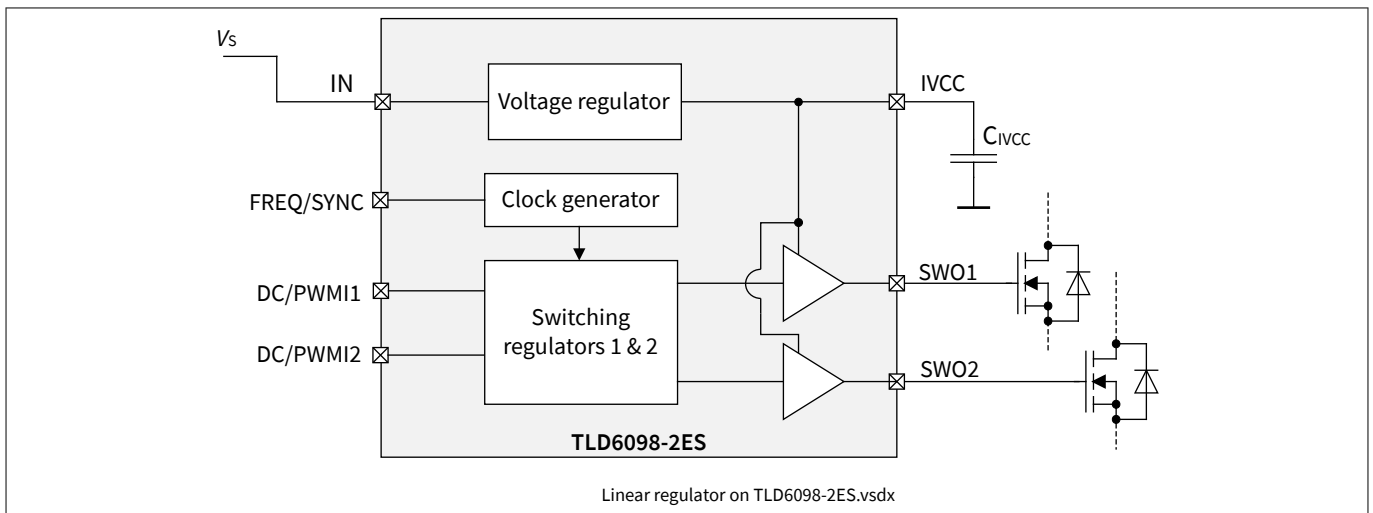 VS
IN
Voltage regulator
IVCC
CIVCC
FREQ/SYNC
Clock generator
DC/PWMI1
DC/PWMI2
Switching
regulators 1 & 2
SWO1
SWO2
TLD6098-2ES
Linear regulator on TLD6098-2ES.vsdx